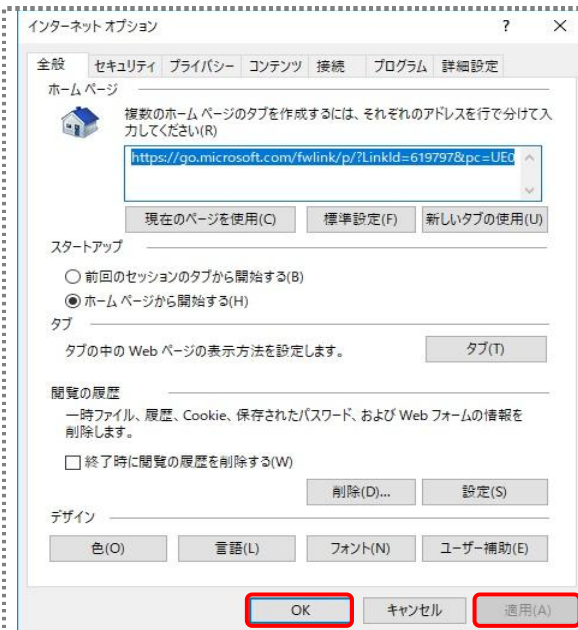 インターネット オプション ? ×
全般 セキュリティ プライバシー コンテンツ 接続 プログラム 詳細設定
ホーム ページ
複数のホーム ページのタブを作成するには、それぞれのアドレスを行で分けて入
力してください(R)
https://go.microsoft.com/fwlink/p/?LinkId=619797&pc=UE0
現在のページを使用(C) 標準設定(F) 新しいタブの使用(U)
スタートアップ
前回のセッションのタブから開始する(B)
ホーム ページから開始する(H)
タブ
タブの中の Web ページの表示方法を設定します。 タブ(T)
閲覧の履歴
一時ファイル、履歴、Cookie、保存されたパスワード、および Web フォームの情報を
削除します。
終了時に閲覧の履歴を削除する(W)
削除(D)... 設定(S)
デザイン
色(O) 言語(L) フォント(N) ユーザー補助(E)
OK キャンセル 適用(A)